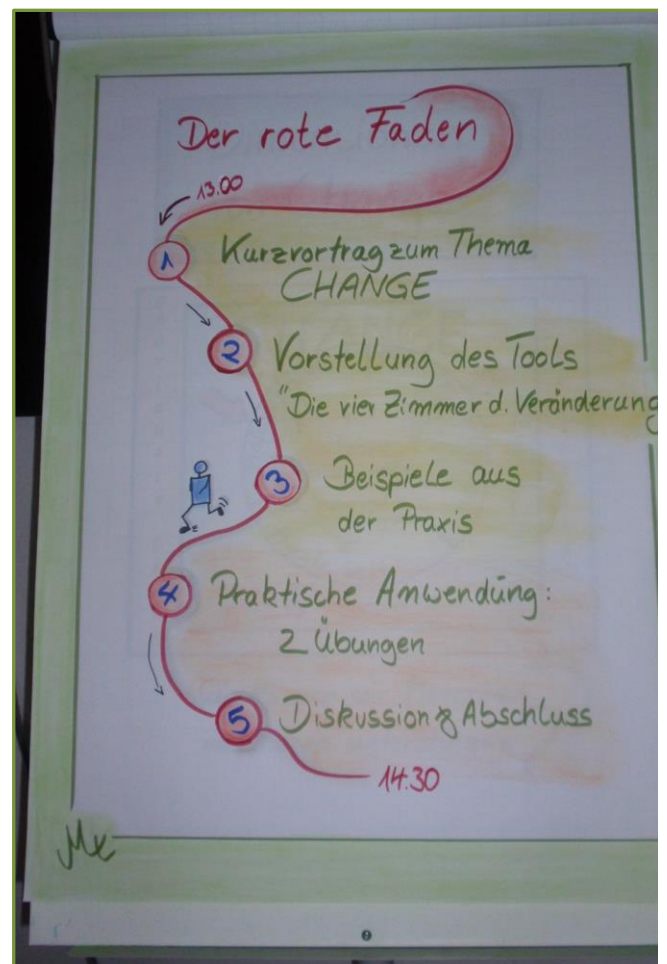 Der rote Faden
13.00
1 Kurzvortrag zum Thema
CHANGE
2 Vorstellung des Tools
"Die vier Zimmer d. Veränderung
3 Beispiele aus
der Praxis
4 Praktische Anwendung:
2 Übungen
5 Diskussion & Abschluss
14.30